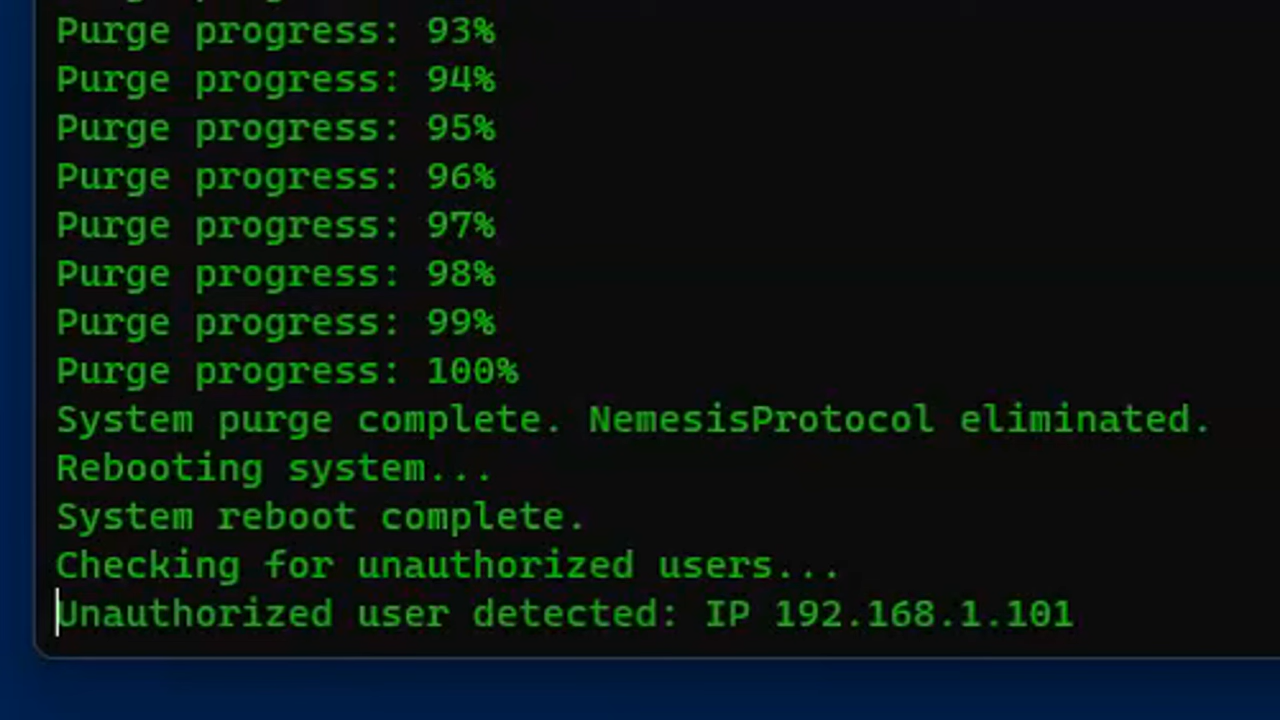 Purge progress: 93%
Purge progress: 94%
Purge progress: 95%
Purge progress: 96%
Purge progress: 97%
Purge progress: 98%
Purge progress: 99%
Purge progress: 100%
System purge complete. NemesisProtocol eliminated.
Rebooting system...
System reboot complete.
Checking for unauthorized users...
Unauthorized user detected: IP 192.168.1.101